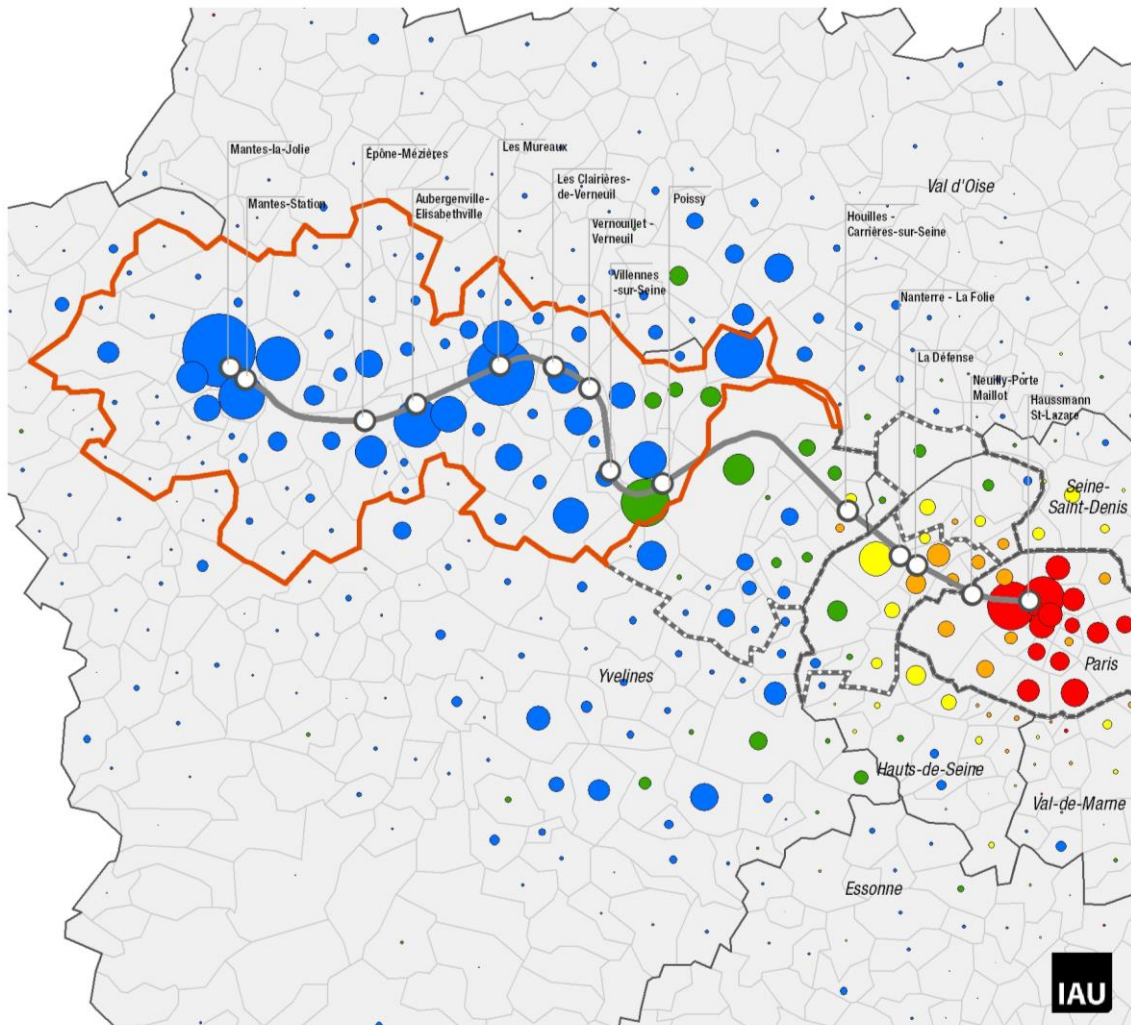 Mantes-la-Jolie
Mantes-Station
Épône-Mézières
Aubergenville-
Elisabethville
Les Mureaux
Les Clairières-
de-Verneuil
Vernouillet -
Verneuil
Villennes
-sur-Seine
Poissy
Houilles -
Carrières-sur-Seine
Nanterre - La Folie
La Défense
Neuilly-Porte
Maillot
Haussmann
St-Lazare
Val d'Oise
Seine-
Saint-Denis
Paris
Yvelines
Hauts-de-Seine
Val-de-Marne
Essonne
IAU